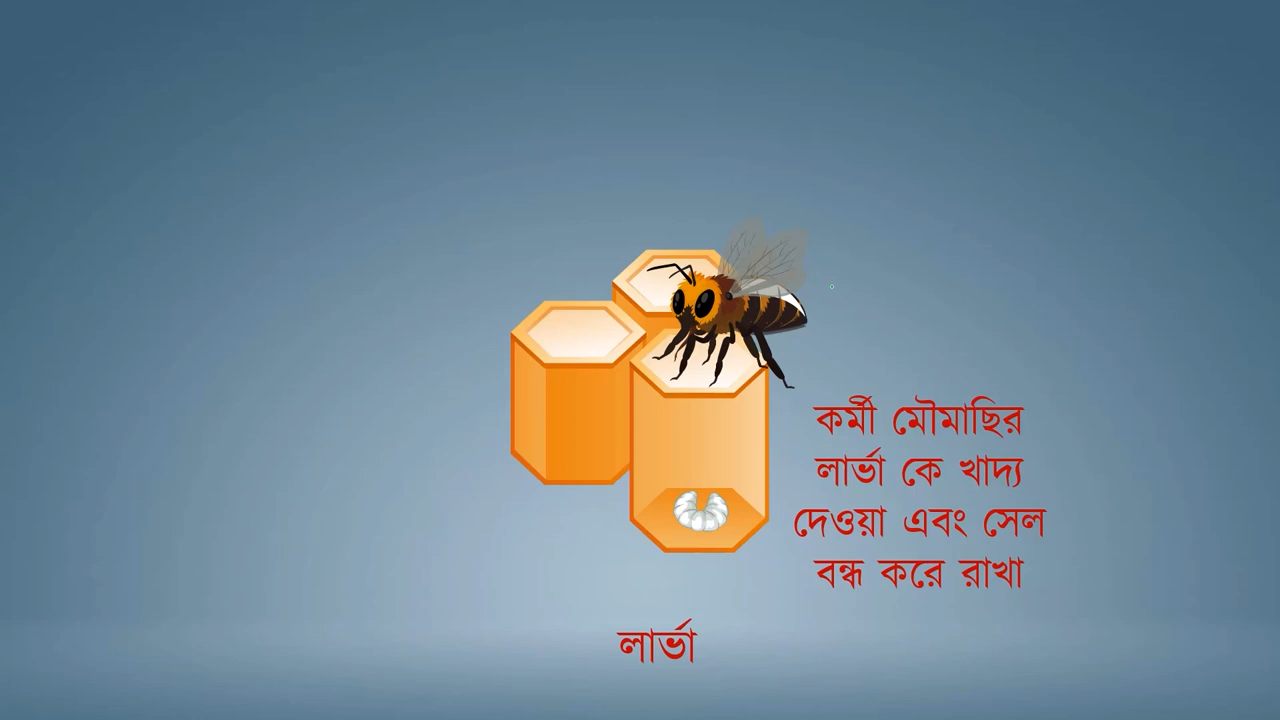 কর্মী মৌমাছির
লার্ভা কে খাদ্য
দেওয়া এবং সেল
বন্ধ করে রাখা
লার্ভা